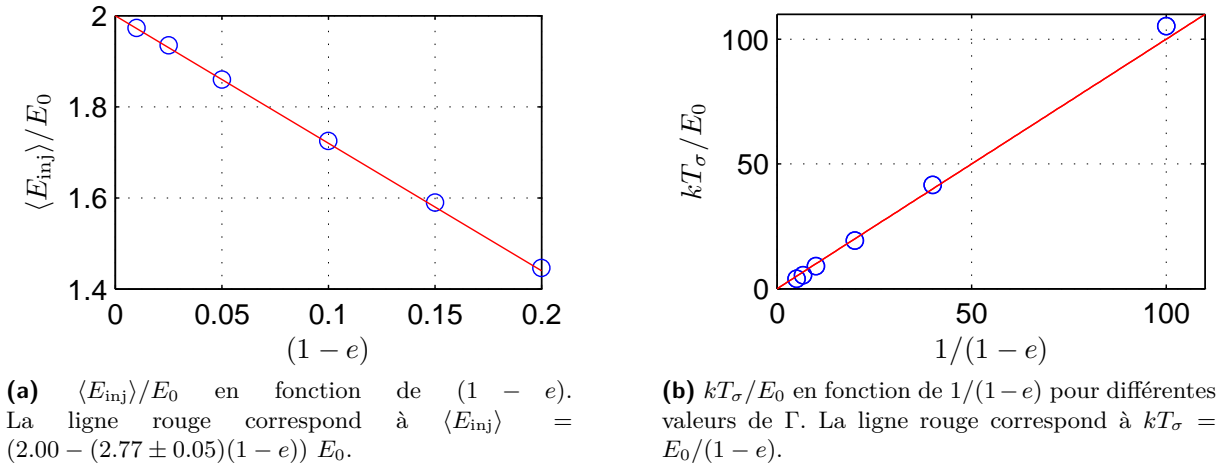 2
1.8
1.6
1.4
⟨E_inj⟩/E_0
0 0.05 0.1 0.15 0.2
(1 − e)
100
50
0
kT_σ/E_0
0 50 100
1/(1 − e)
(a) ⟨E_inj⟩/E_0 en fonction de (1 − e).
La ligne rouge correspond à ⟨E_inj⟩ =
(2.00 − (2.77 ± 0.05)(1 − e)) E_0.
(b) kT_σ/E_0 en fonction de 1/(1−e) pour différentes
valeurs de Γ. La ligne rouge correspond à kT_σ =
E_0/(1 − e).